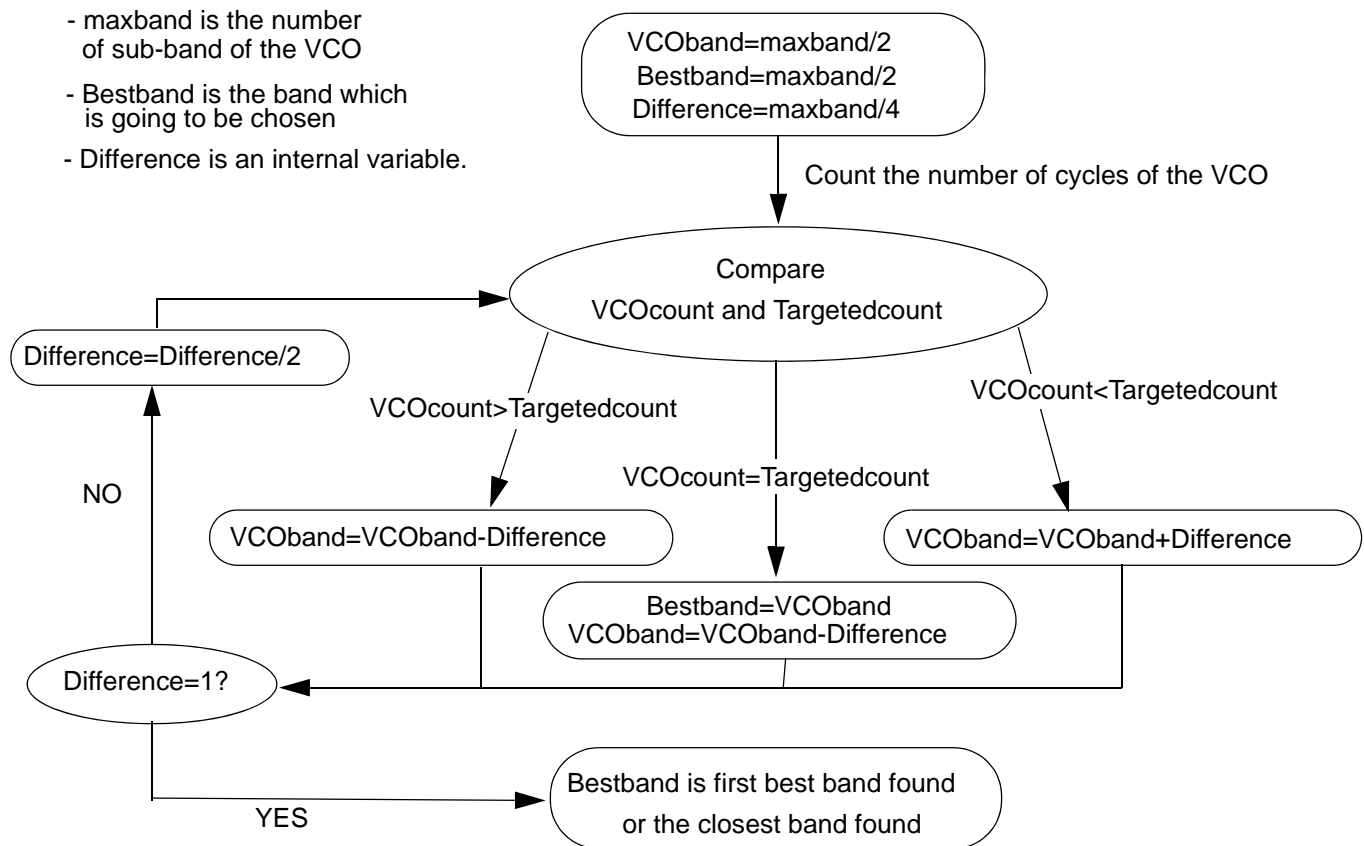 - maxband is the number
of sub-band of the VCO
- Bestband is the band which
is going to be chosen
- Difference is an internal variable.
VCOband=maxband/2
Bestband=maxband/2
Difference=maxband/4
Count the number of cycles of the VCO
Compare
VCOcount and Targetedcount
Difference=Difference/2
VCOcount>Targetedcount
VCOcount<Targetedcount
VCOcount=Targetedcount
NO
VCOband=VCOband-Difference
VCOband=VCOband+Difference
Bestband=VCOband
VCOband=VCOband-Difference
Difference=1?
YES
Bestband is first best band found
or the closest band found